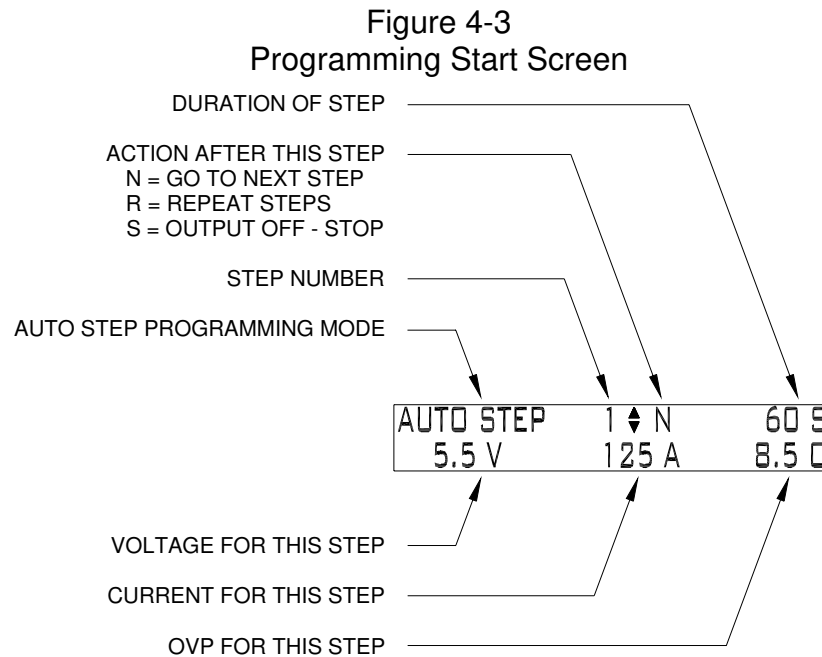 Figure 4-3
Programming Start Screen
DURATION OF STEP
ACTION AFTER THIS STEP
N = GO TO NEXT STEP
R = REPEAT STEPS
S = OUTPUT OFF - STOP
STEP NUMBER
AUTO STEP PROGRAMMING MODE
AUTO STEP 1 N 60 S
5.5 V 125 A 8.5
VOLTAGE FOR THIS STEP
CURRENT FOR THIS STEP
OVP FOR THIS STEP